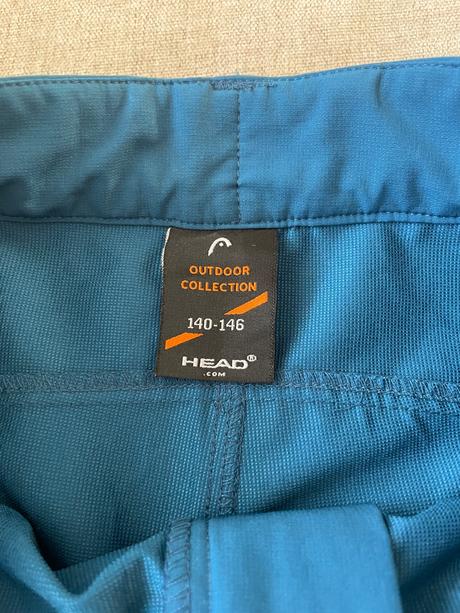 OUTDOOR
COLLECTION
140-146
HEAD
.COM